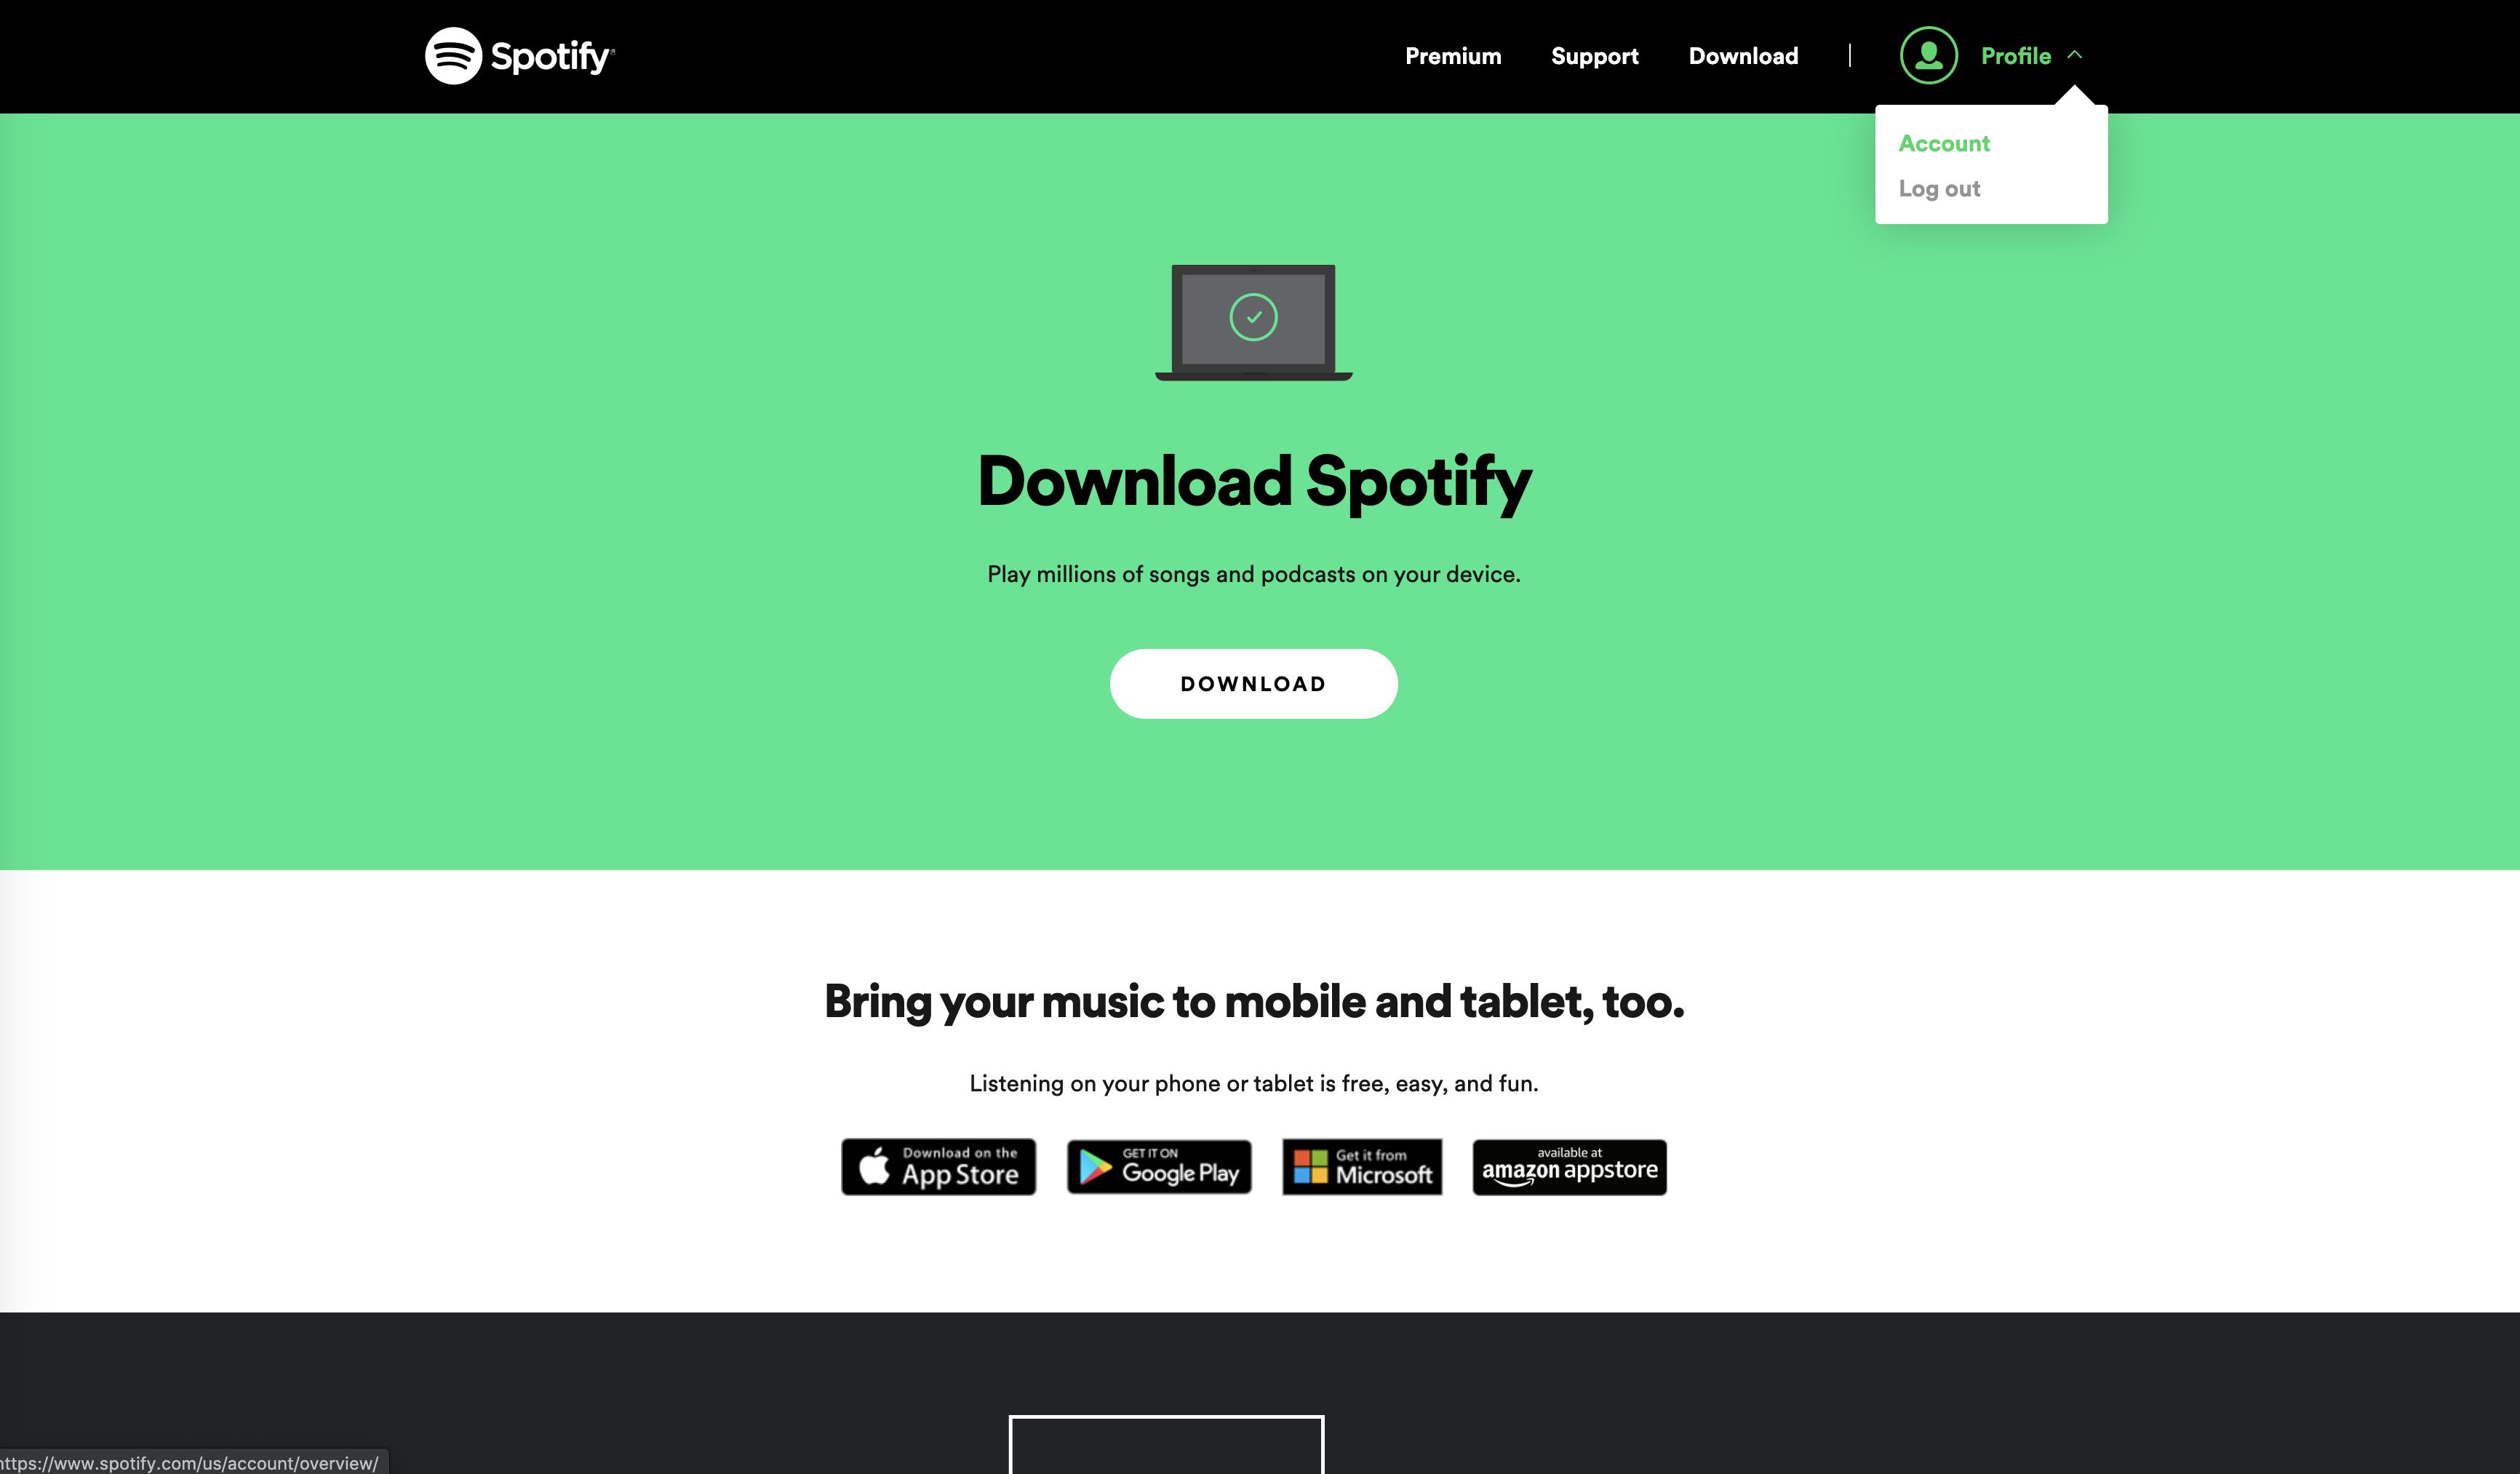 Spotify
Premium
Support
Download
Profile
Account
Log out
Download Spotify
Play millions of songs and podcasts on your device.
DOWNLOAD
Bring your music to mobile and tablet, too.
Listening on your phone or tablet is free, easy, and fun.
Download on the
App Store
GET IT ON
Google Play
Get it from
Microsoft
available at
amazon appstore
ttps://www.spotify.com/us/account/overview/